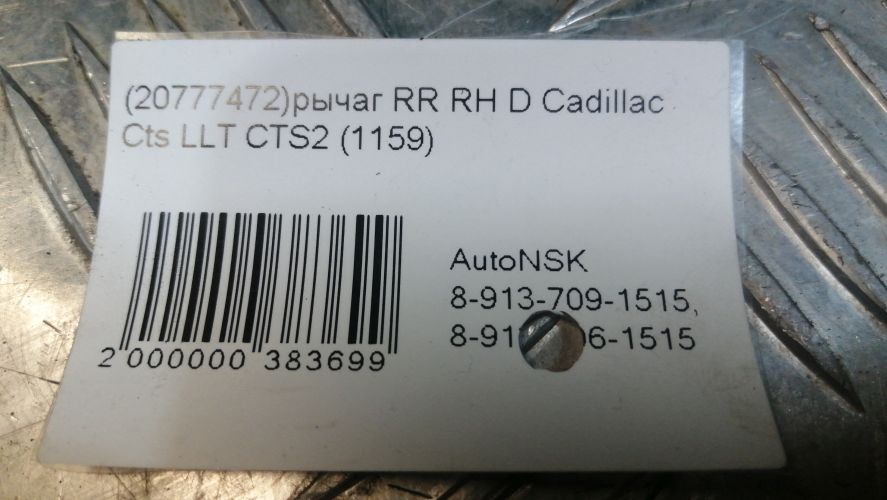 (20777472)рычаг RR RH D Cadillac
Cts LLT CTS2 (1159)
AutoNSK
8-913-709-1515,
2 000000 383699